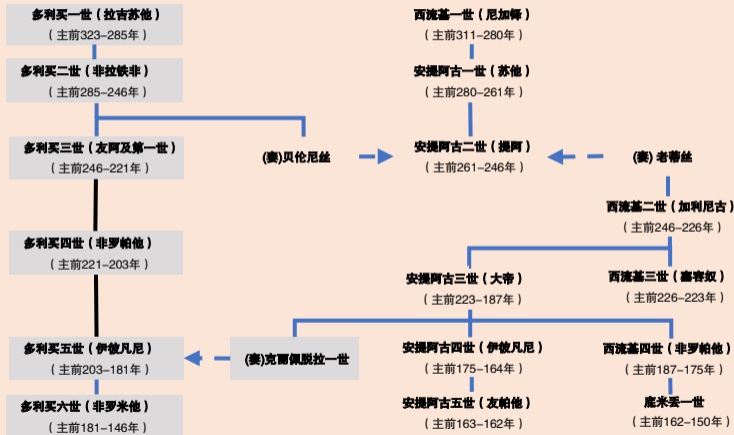 多利买一世（拉吉苏他）
（主前323-285年）
多利买二世（非拉铁非）
（主前285-246年）
多利买三世（友阿及第一世）
（主前246-221年）
多利买四世（非罗帕他）
（主前221-203年）
多利买五世（伊彼凡尼）
（主前203-181年）
多利买六世（非罗米他）
（主前181-146年）
(妻)贝伦尼丝
(妻)克丽佩脱拉一世
西流基一世（尼加铎）
（主前311-280年）
安提阿古一世（苏他）
（主前280-261年）
安提阿古二世（提阿）
（主前261-246年）
(妻) 老蒂丝
西流基二世（加利尼古）
（主前246-226年）
安提阿古三世（大帝）
（主前223-187年）
西流基三世（塞容奴）
（主前226-223年）
安提阿古四世（伊彼凡尼）
（主前175-164年）
西流基四世（非罗帕他）
（主前187-175年）
安提阿古五世（友帕他）
（主前163-162年）
底米丢一世
（主前162-150年）